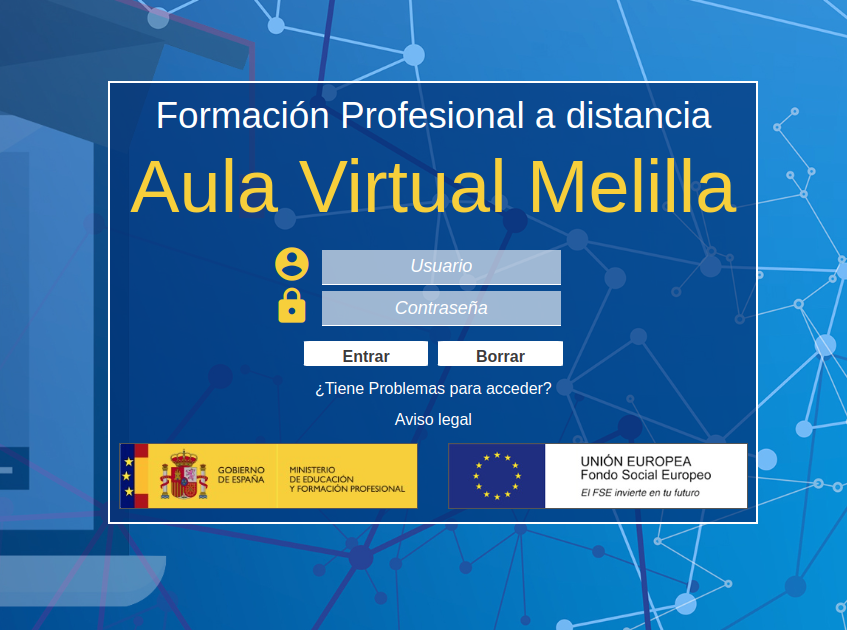 Formación Profesional a distancia
Aula Virtual Melilla
Usuario
Contraseña
Entrar
Borrar
¿Tiene Problemas para acceder?
Aviso legal
GOBIERNO
DE ESPAÑA
MINISTERIO
DE EDUCACIÓN
Y FORMACIÓN PROFESIONAL
UNIÓN EUROPEA
Fondo Social Europeo
El FSE invierte en tu futuro